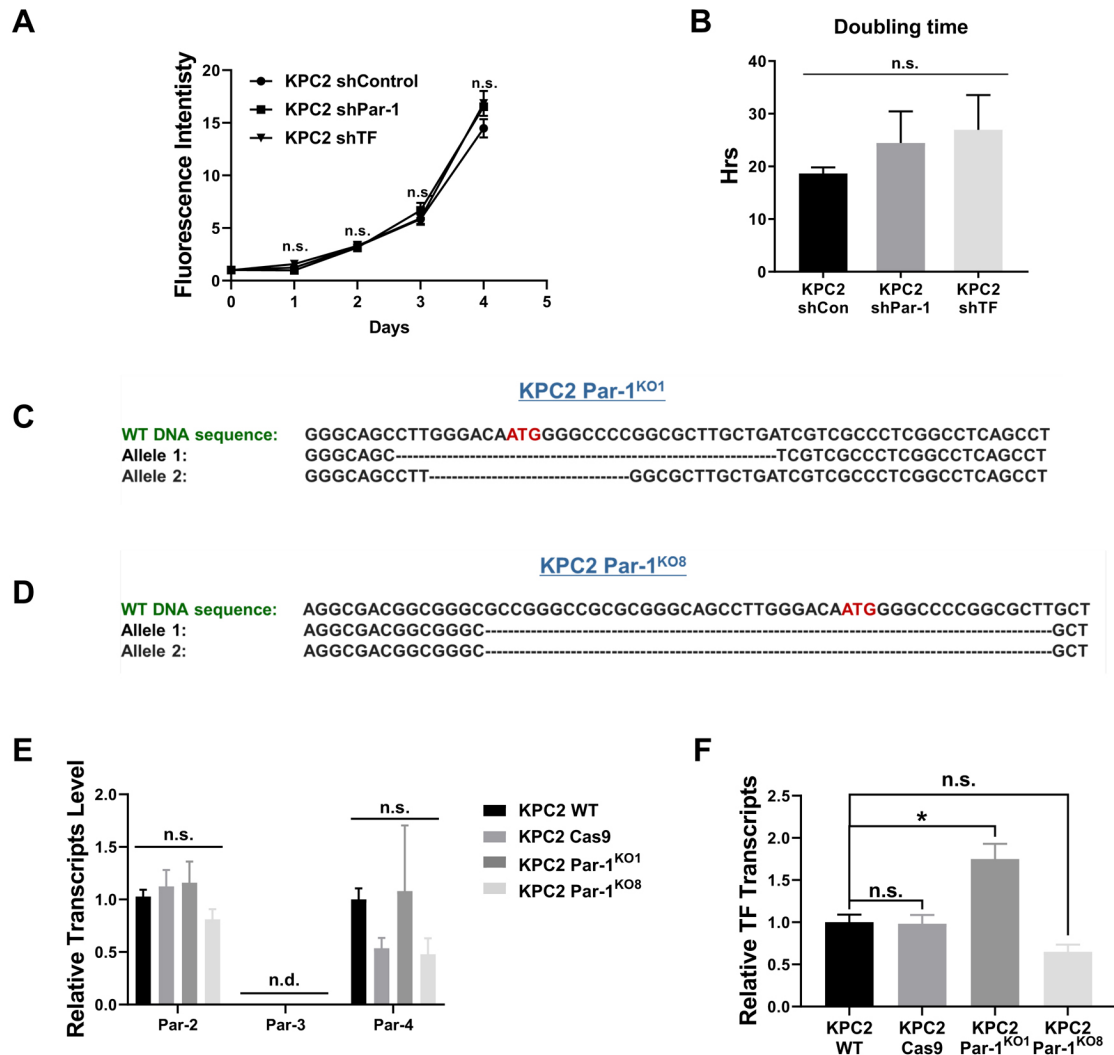 A
Fluorescence Intentisty
20
15
10
5
0
0 1 2 3 4 5
Days
KPC2 shControl
KPC2 shPar-1
KPC2 shTF
n.s.
n.s.
n.s.
n.s.
B
Doubling time
n.s.
Hrs
40
30
20
10
0
KPC2 shCon
KPC2 shPar-1
KPC2 shTF
C
KPC2 Par-1KO1
WT DNA sequence: GGGCAGCCTTGGGACAATGGGGCCCCGGCGCTTGCTGATCGTCGCCCTCGGCCTCAGCCT
Allele 1: GGGCAGC-----------------------------------TCGTCGCCCTCGGCCTCAGCCT
Allele 2: GGGCAGCCTT------------------GGCGCTTGCTGATCGTCGCCCTCGGCCTCAGCCT
D
KPC2 Par-1KO8
WT DNA sequence: AGGCGACGGCGGGCGCCGGGCCGCGCGGGCAGCCTTGGGACAATGGGGCCCCGGCGCTTGCT
Allele 1: AGGCGACGGCGGGC---------------------------------------------GCT
Allele 2: AGGCGACGGCGGGC---------------------------------------------GCT
E
Relative Transcripts Level
2.0
1.5
1.0
0.5
0.0
n.s.
n.d.
n.s.
Par-2 Par-3 Par-4
KPC2 WT
KPC2 Cas9
KPC2 Par-1KO1
KPC2 Par-1KO8
F
Relative TF Transcripts
2.5
2.0
1.5
1.0
0.5
0.0
n.s.
*
n.s.
KPC2 WT
KPC2 Cas9
KPC2 Par-1KO1
KPC2 Par-1KO8